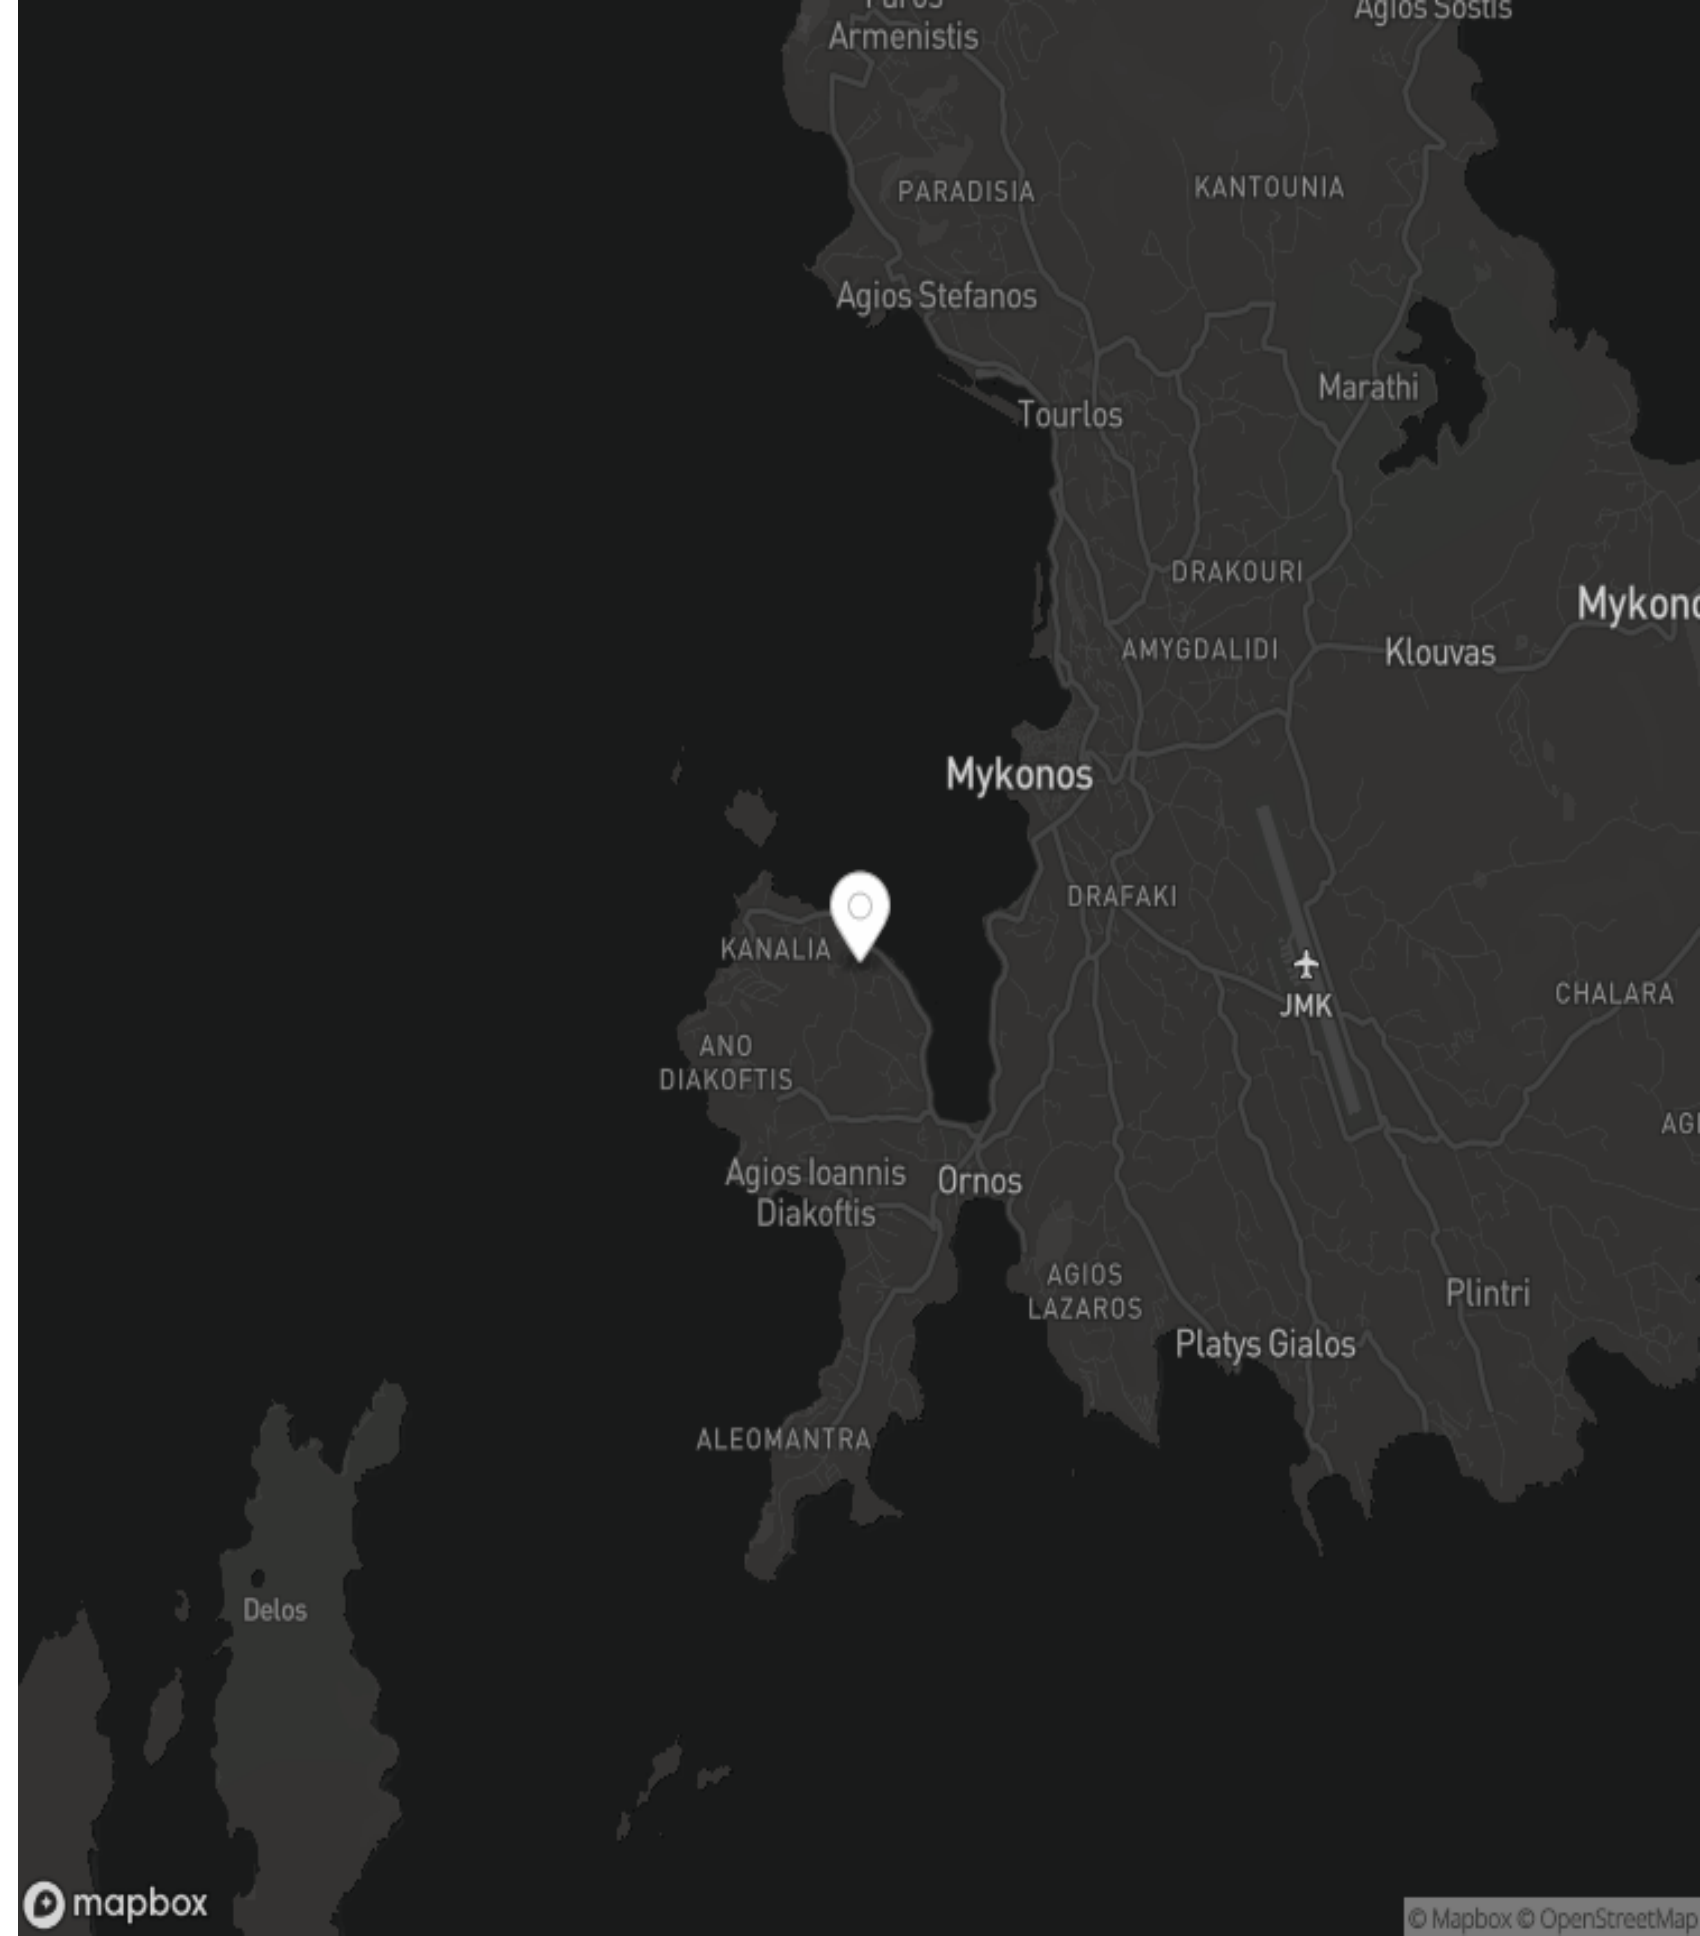 Armenistis
Agios Sostis
PARADISIA
KANTOUNIA
Agios Stefanos
Marathi
Tourlos
DRAKOURI
Mykono
AMYGDALIDI
Klouvas
Mykonos
DRAFAKI
KANALIA
JMK
CHALARA
ANO
DIAKOFTIS
AGI
Agios Ioannis
Diakoftis
Ornos
AGIOS
LAZAROS
Plintri
Platys Gialos
ALEOMANTRA
Delos
mapbox
© Mapbox © OpenStreetMap